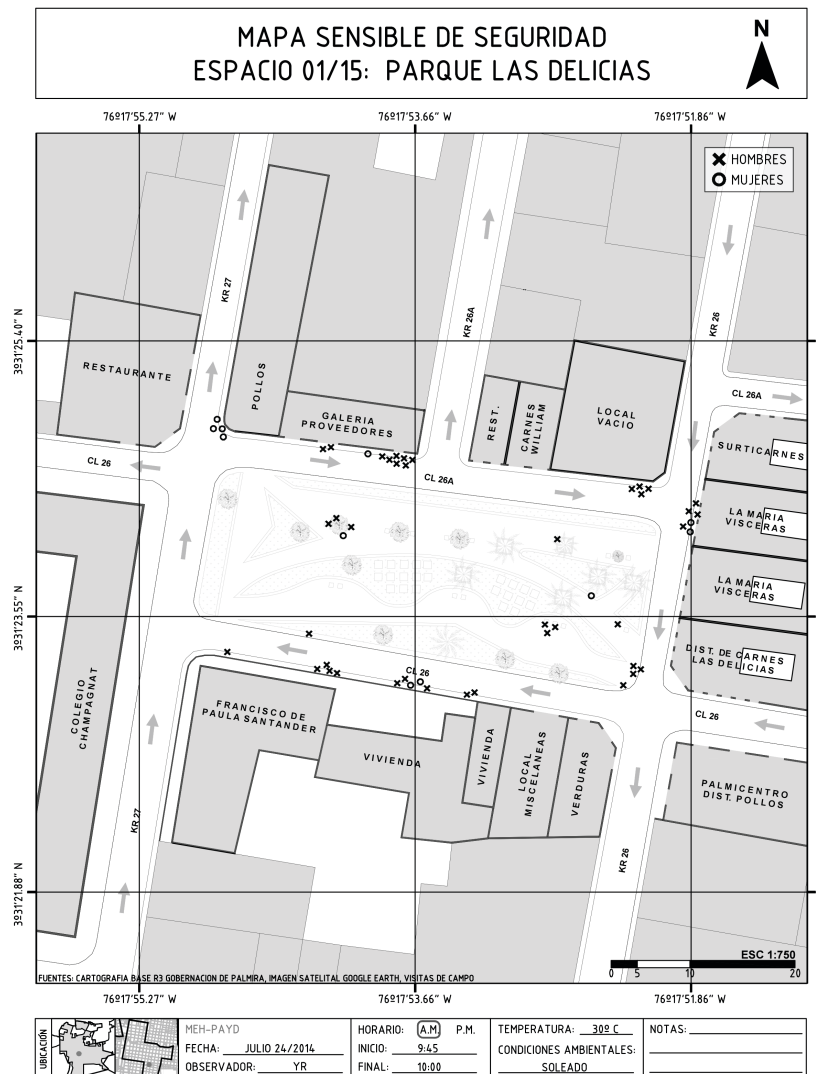 MAPA SENSIBLE DE SEGURIDAD
ESPACIO 01/15: PARQUE LAS DELICIAS
N
76º17'55.27" W
76º17'53.66" W
76º17'51.86" W
HOMBRES
MUJERES
KR 27
KR 26A
KR 26
3º31'25.40" N
RESTAURANTE
POLLOS
GALERIA
PROVEEDORES
REST.
CARNES
WILLIAM
LOCAL
VACIO
CL 26A
SURTICARNES
CL 26
CL 26A
LA MARIA
VISCERAS
LA MARIA
VISCERAS
3º31'23.55" N
DIST. DE CARNES
LAS DELICIAS
CL 26
COLEGIO
CHAMPAGNAT
FRANCISCO DE
PAULA SANTANDER
VIVIENDA
VIVIENDA
LOCAL
MISCELANEAS
VERDURAS
CL 26
PALMICENTRO
DIST. POLLOS
KR 27
KR 26
3º31'21.88" N
ESC 1:750
0 5 10 20
FUENTES: CARTOGRAFIA BASE R3 GOBERNACION DE PALMIRA, IMAGEN SATELITAL GOOGLE EARTH, VISITAS DE CAMPO
76º17'55.27" W
76º17'53.66" W
76º17'51.86" W
UBICACIÓN
MEH-PAYD
FECHA: JULIO 24/2014
OBSERVADOR: YR
HORARIO: A.M. P.M.
INICIO: 9:45
FINAL: 10:00
TEMPERATURA: 30º C
CONDICIONES AMBIENTALES:
SOLEADO
NOTAS: